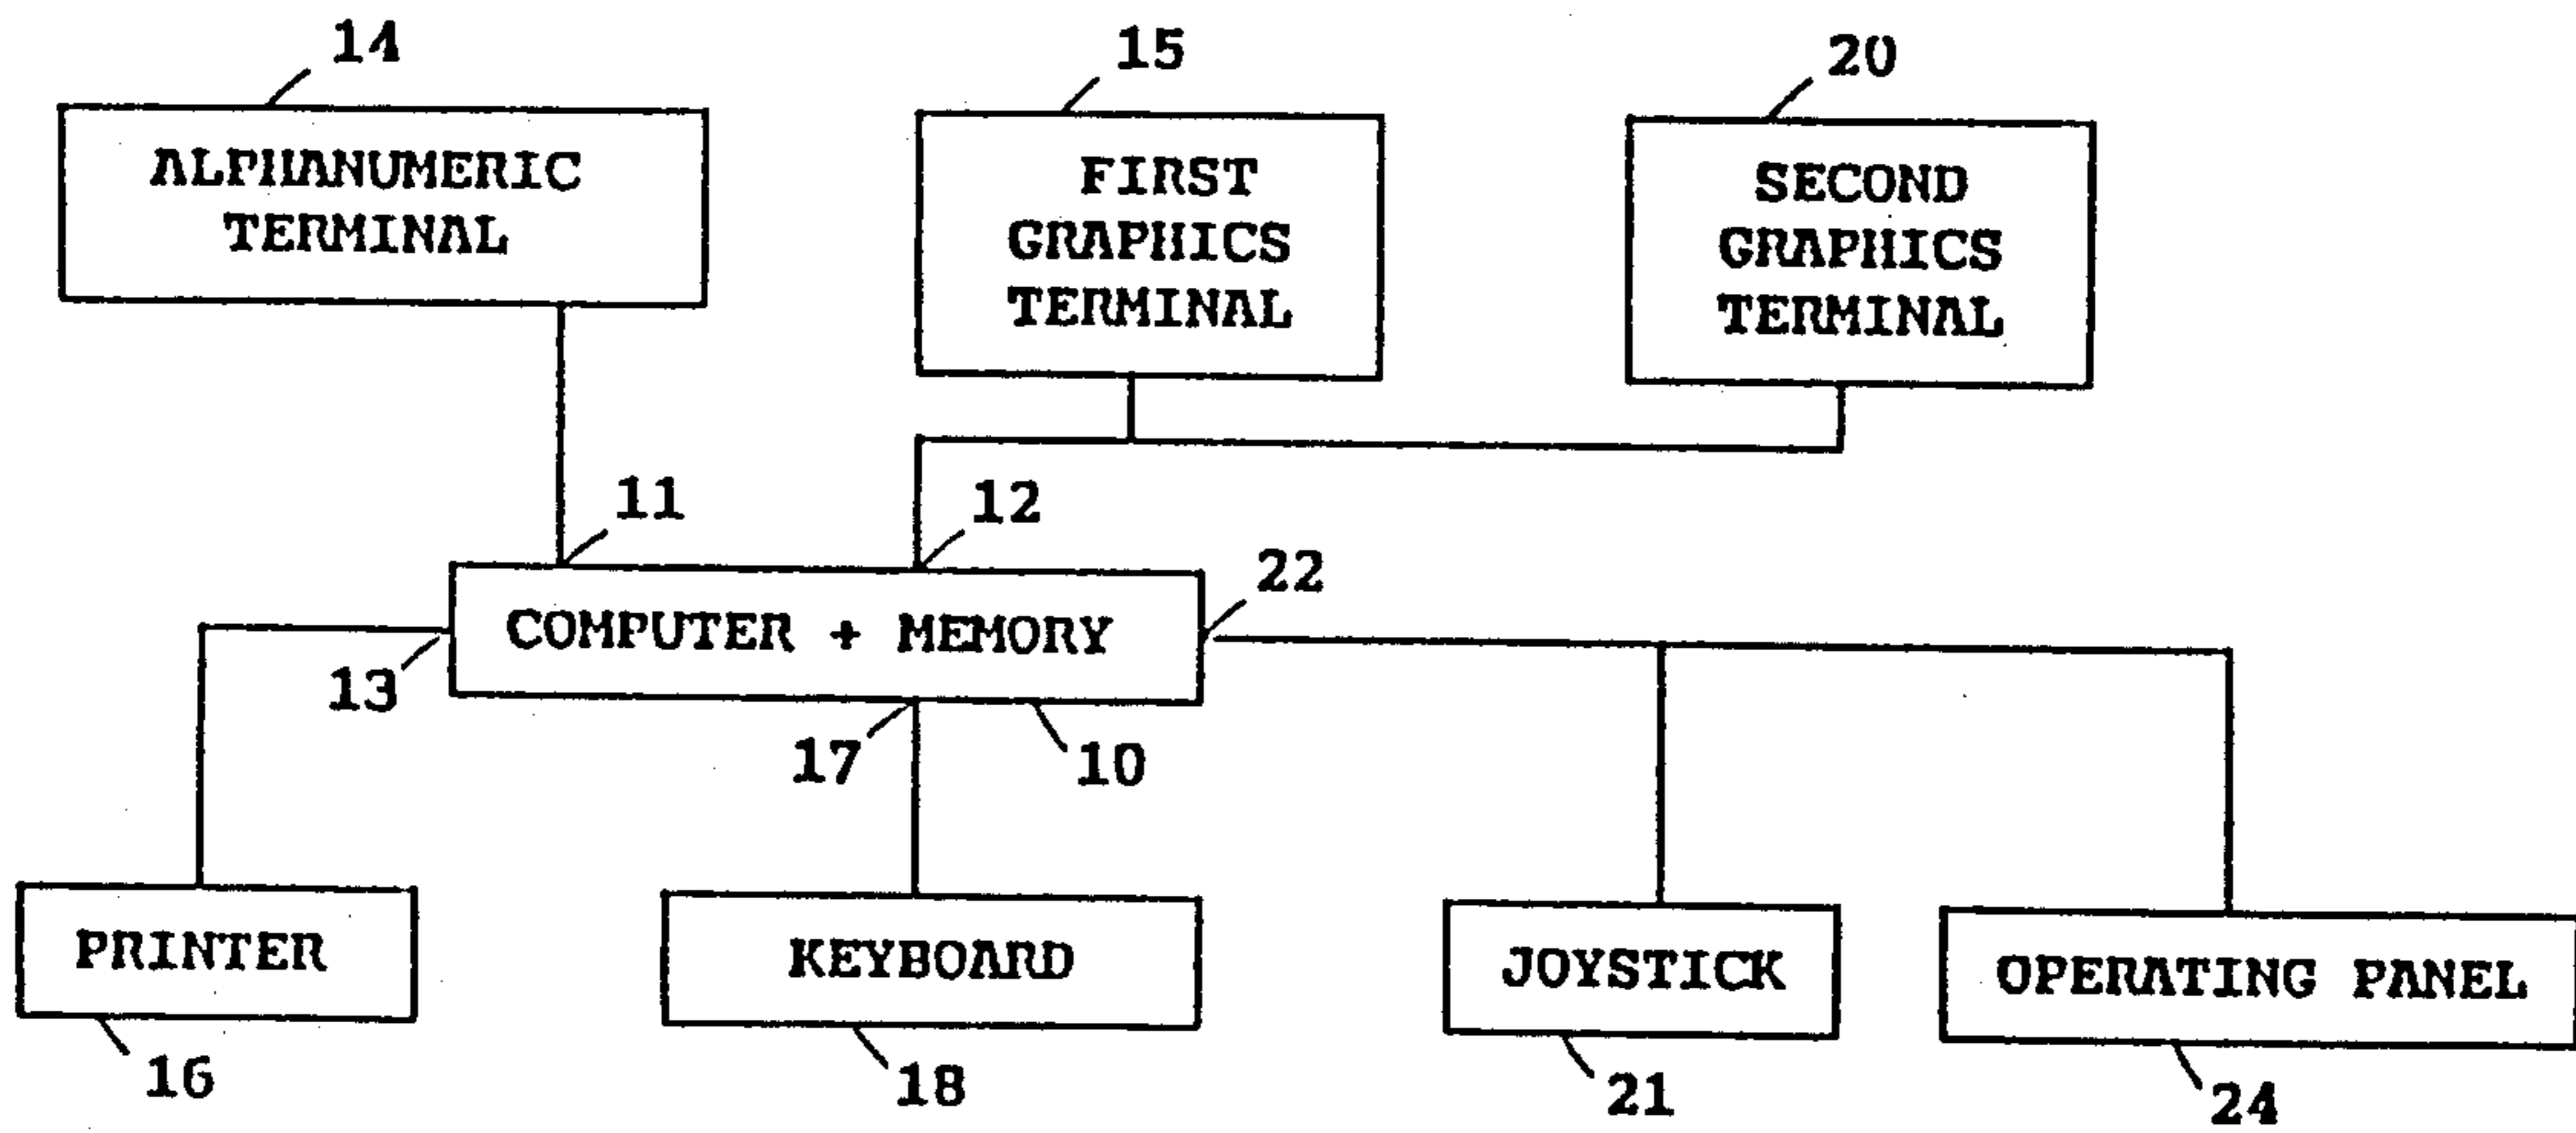 14
15
20
ALPHANUMERIC
TERMINAL
FIRST
GRAPHICS
TERMINAL
SECOND
GRAPHICS
TERMINAL
11
12
22
COMPUTER + MEMORY
13
17
10
PRINTER
KEYBOARD
JOYSTICK
OPERATING PANEL
16
18
21
24